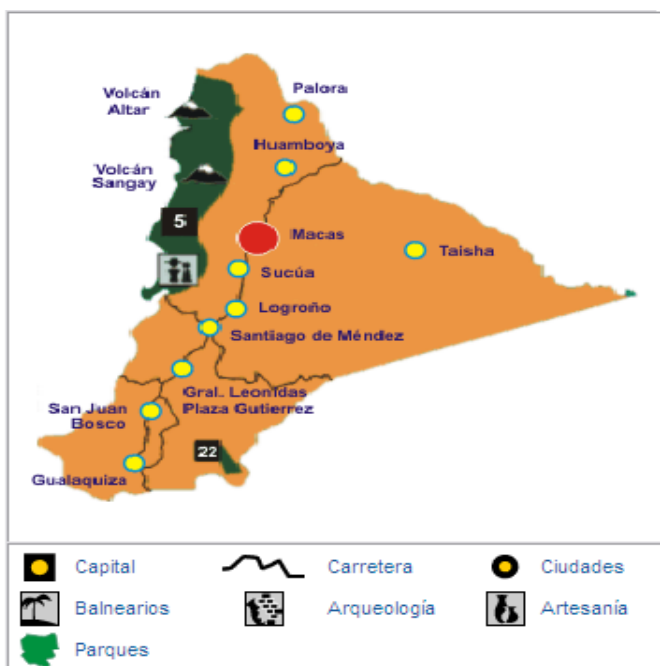 Volcán
Altar
Palora
Huamboya
Volcán
Sangay
5
Macas
Taisha
Sucúa
Logroño
Santiago de Méndez
Gral. Leonidas
Plaza Gutierrez
San Juan
Bosco
22
Gualaquiza
Capital
Carretera
Ciudades
Balnearios
Arqueología
Artesanía
Parques